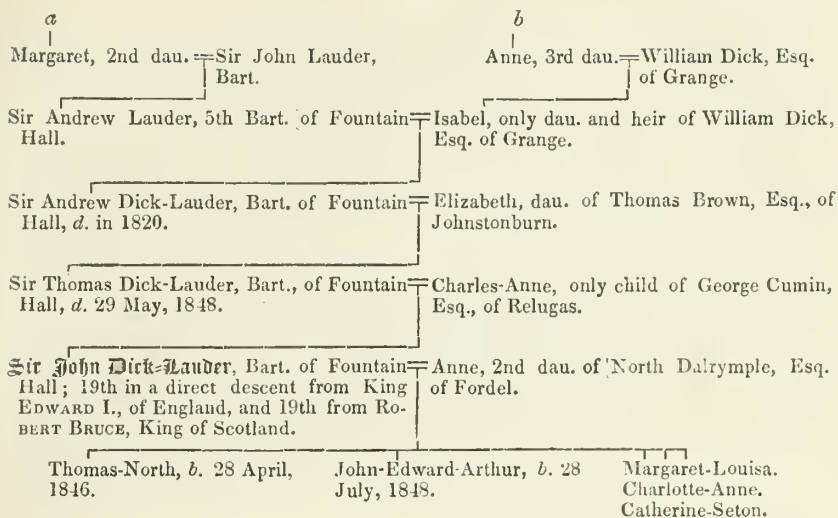 a b
Margaret, 2nd dau. Sir John Lauder, Anne, 3rd dau. William Dick, Esq.
Bart. of Grange.
Sir Andrew Lauder, 5th Bart. of Fountain Isabel, only dau. and heir of William Dick,
Hall. Esq. of Grange.
Sir Andrew Dick-Lauder, Bart. of Fountain Elizabeth, dau. of Thomas Brown, Esq., of
Hall, d. in 1820. Johnstonburn.
Sir Thomas Dick-Lauder, Bart., of Fountain Charles-Anne, only child of George Cumin,
Hall, d. 29 May, 1848. Esq., of Relugas.
Sir John Dick-Lauder, Bart. of Fountain Anne, 2nd dau. of North Dalrymple, Esq.
Hall; 19th in a direct descent from King of Fordel.
EDWARD I., of England, and 19th from RO-
BERT BRUCE, King of Scotland.
Thomas-North, b. 28 April, John-Edward-Arthur, b. 28 Margaret-Louisa.
1846. July, 1848. Charlotte-Anne.
Catherine-Seton.